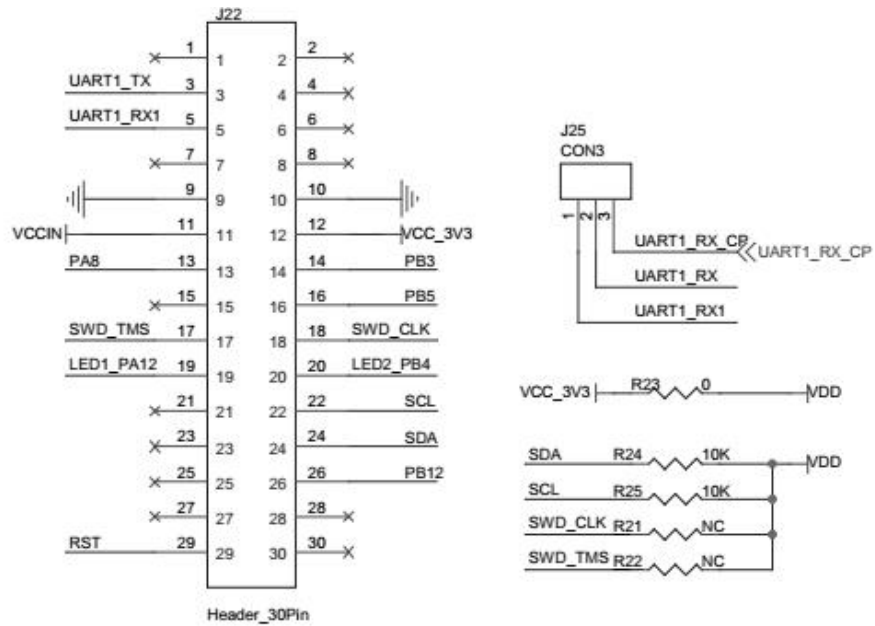 J22
1 1 2 2
UART1_TX 3 3 4 4
UART1_RX1 5 5 6 6
7 7 8 8
9 9 10 10
VCCIN 11 11 12 12 VCC_3V3
PA8 13 13 14 14 PB3
15 15 16 16 PB5
SWD_TMS 17 17 18 18 SWD_CLK
LED1_PA12 19 19 20 20 LED2_PB4
21 21 22 22 SCL
23 23 24 24 SDA
25 25 26 26 PB12
27 27 28 28
RST 29 29 30 30
Header_30Pin
J25
CON3
1 2 3
UART1_RX_CP UART1_RX_CP
UART1_RX
UART1_RX1
VCC_3V3 R23 0 VDD
SDA R24 10K VDD
SCL R25 10K
SWD_CLK R21 NC
SWD_TMS R22 NC